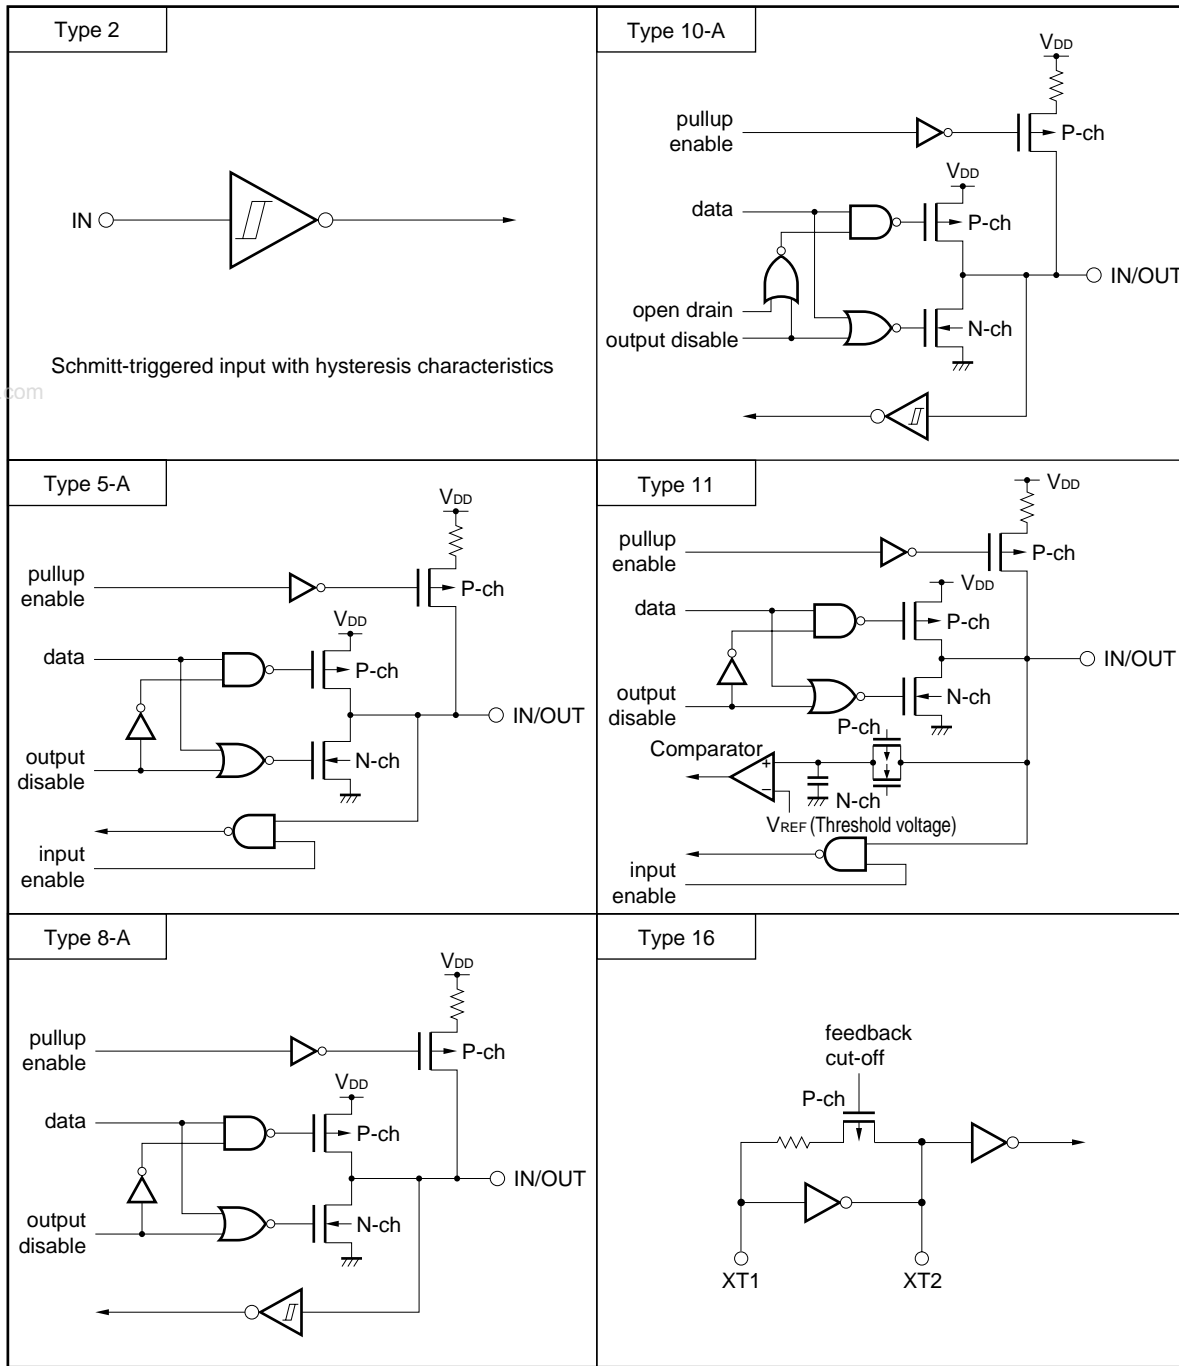 Type 2
IN
Schmitt-triggered input with hysteresis characteristics
.com
Type 10-A
VDD
pullup
enable
P-ch
VDD
data
P-ch
IN/OUT
open drain
output disable
N-ch
Type 5-A
VDD
pullup
enable
P-ch
VDD
data
P-ch
IN/OUT
output
disable
N-ch
input
enable
Type 11
VDD
pullup
enable
P-ch
VDD
data
P-ch
IN/OUT
output
disable
N-ch
P-ch
Comparator
+
−
N-ch
VREF (Threshold voltage)
input
enable
Type 8-A
VDD
pullup
enable
P-ch
VDD
data
P-ch
IN/OUT
output
disable
N-ch
Type 16
feedback
cut-off
P-ch
XT1
XT2